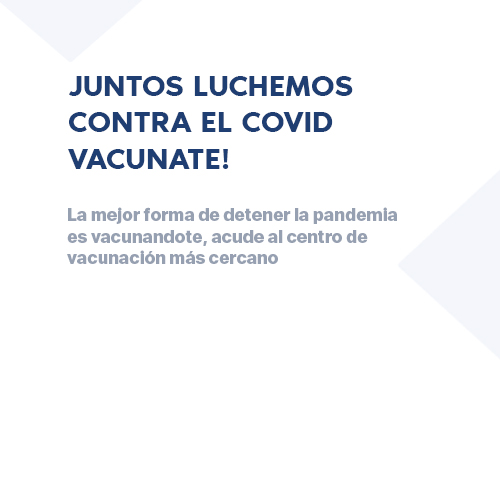 JUNTOS LUCHEMOS
CONTRA EL COVID
VACUNATE!
La mejor forma de detener la pandemia
es vacunandote, acude al centro de
vacunación más cercano